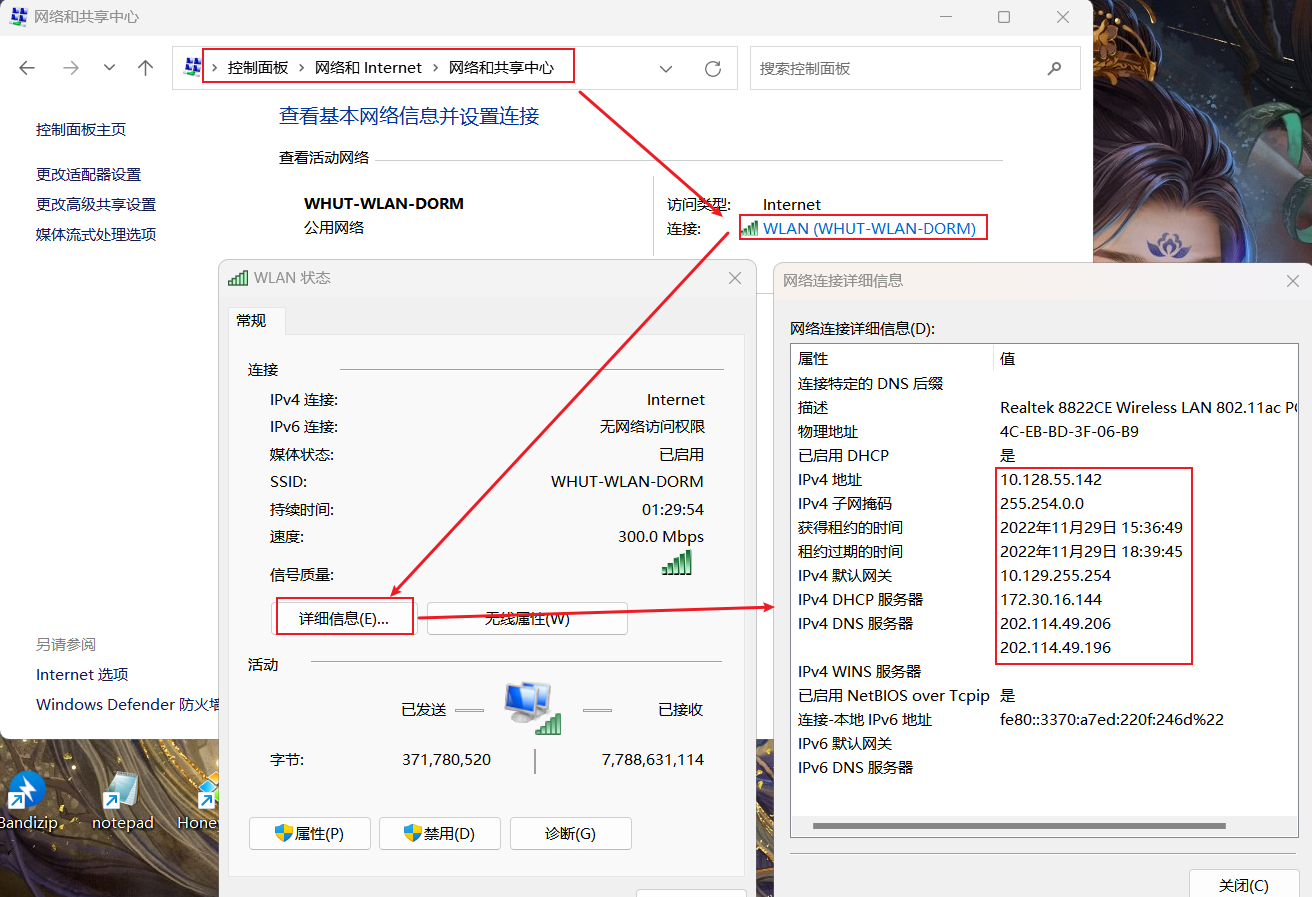 网络和共享中心
控制面板 › 网络和 Internet › 网络和共享中心
搜索控制面板
控制面板主页
更改适配器设置
更改高级共享设置
媒体流式处理选项
查看基本网络信息并设置连接
查看活动网络
WHUT-WLAN-DORM
公用网络
访问类型: Internet
连接: WLAN (WHUT-WLAN-DORM)
另请参阅
Internet 选项
Windows Defender 防火墙
WLAN 状态
常规
连接
IPv4 连接: Internet
IPv6 连接: 无网络访问权限
媒体状态: 已启用
SSID: WHUT-WLAN-DORM
持续时间: 01:29:54
速度: 300.0 Mbps
信号质量:
详细信息(E)... 无线属性(W)
活动
已发送 已接收
字节: 371,780,520 7,788,631,114
属性(P) 禁用(D) 诊断(G)
网络连接详细信息
网络连接详细信息(D):
属性 值
连接特定的 DNS 后缀
描述 Realtek 8822CE Wireless LAN 802.11ac PC
物理地址 4C-EB-BD-3F-06-B9
已启用 DHCP 是
IPv4 地址 10.128.55.142
IPv4 子网掩码 255.254.0.0
获得租约的时间 2022年11月29日 15:36:49
租约过期的时间 2022年11月29日 18:39:45
IPv4 默认网关 10.129.255.254
IPv4 DHCP 服务器 172.30.16.144
IPv4 DNS 服务器 202.114.49.206
202.114.49.196
IPv4 WINS 服务器
已启用 NetBIOS over Tcpip 是
连接-本地 IPv6 地址 fe80::3370:a7ed:220f:246d%22
IPv6 默认网关
IPv6 DNS 服务器
关闭(C)
Bandizip notepad Honey